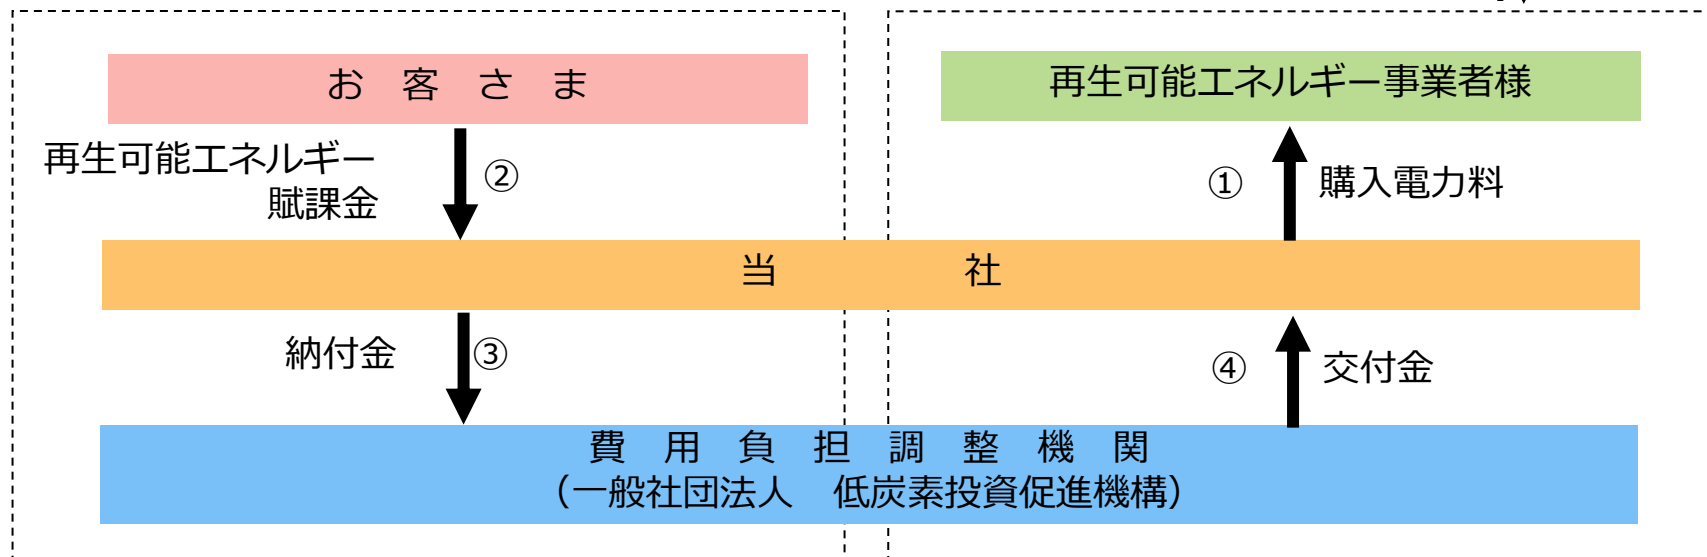 お 客 さ ま
再生可能エネルギー事業者様
再生可能エネルギー
賦課金
②
①
購入電力料
当 社
納付金
③
④
交付金
費 用 負 担 調 整 機 関
(一般社団法人 低炭素投資促進機構)